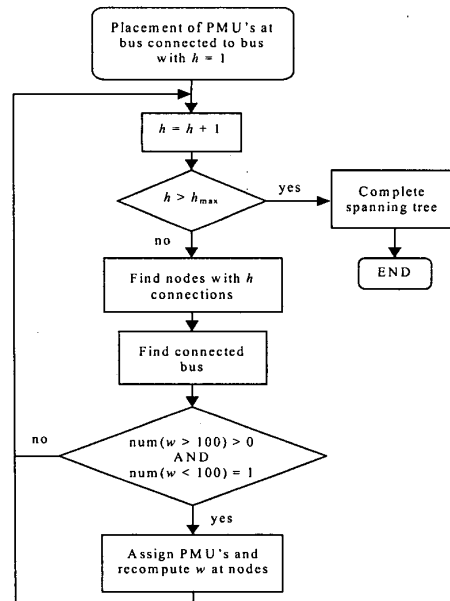 Placement of PMU's at
bus connected to bus
with h = 1
h = h + 1
h > hmax
yes
Complete
spanning tree
no
END
Find nodes with h
connections
Find connected
bus
no
num(w > 100) > 0
AND
num(w < 100) = 1
yes
Assign PMU's and
recompute w at nodes